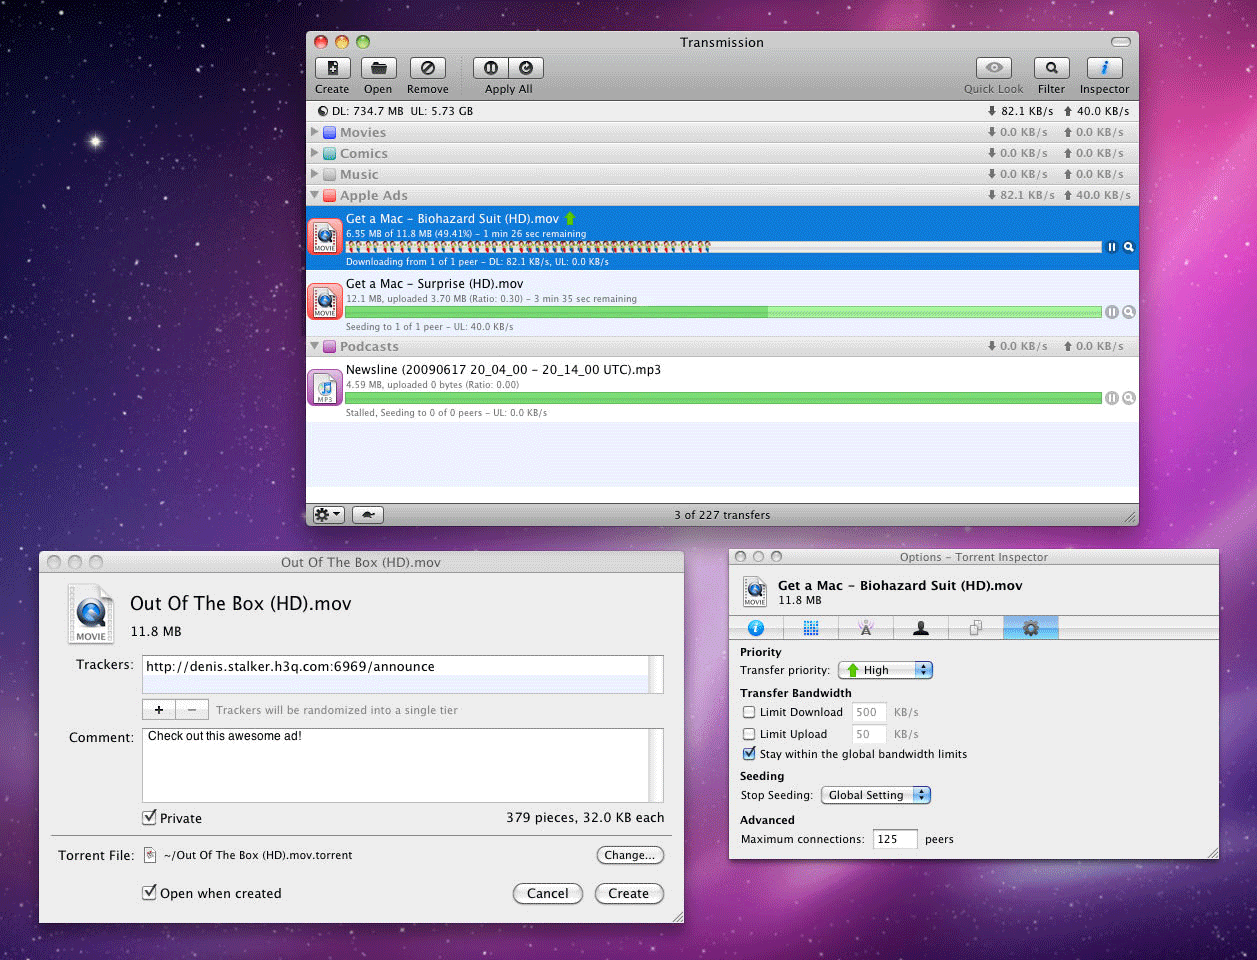 Transmission
Create Open Remove Apply All Quick Look Filter Inspector
DL: 734.7 MB UL: 5.73 GB 82.1 KB/s 40.0 KB/s
Movies 0.0 KB/s 0.0 KB/s
Comics 0.0 KB/s 0.0 KB/s
Music 0.0 KB/s 0.0 KB/s
Apple Ads 82.1 KB/s 40.0 KB/s
Get a Mac – Biohazard Suit (HD).mov
MOVIE
of 11.8 MB (49.41%) – 1 min 26 sec remaining
Downloading from 1 of 1 peer – DL: 82.1 KB/s, UL: 0.0 KB/s
Get a Mac – Surprise (HD).mov
MOVIE
12.1 MB, uploaded 3.70 MB (Ratio: 0.30) – 3 min 35 sec remaining
Seeding to 1 of 1 peer – UL: 40.0 KB/s
Podcasts 0.0 KB/s 0.0 KB/s
Newsline (20090617 20_04_00 – 20_14_00 UTC).mp3
MP3
4.59 MB, uploaded 0 bytes (Ratio: 0.00)
Stalled, Seeding to 0 of 0 peers – UL: 0.0 KB/s
3 of 227 transfers
Out Of The Box (HD).mov
MOVIE
Out Of The Box (HD).mov
11.8 MB
Trackers: http://denis.stalker.h3q.com:6969/announce
+ − Trackers will be randomized into a single tier
Comment: Check out this awesome ad!
Private 379 pieces, 32.0 KB each
Torrent File: ~/Out Of The Box (HD).mov.torrent Change...
Open when created Cancel Create
Options – Torrent Inspector
MOVIE
Get a Mac – Biohazard Suit (HD).mov
11.8 MB
Priority
Transfer priority: High
Transfer Bandwidth
Limit Download 500 KB/s
Limit Upload 50 KB/s
Stay within the global bandwidth limits
Seeding
Stop Seeding: Global Setting
Advanced
Maximum connections: 125 peers